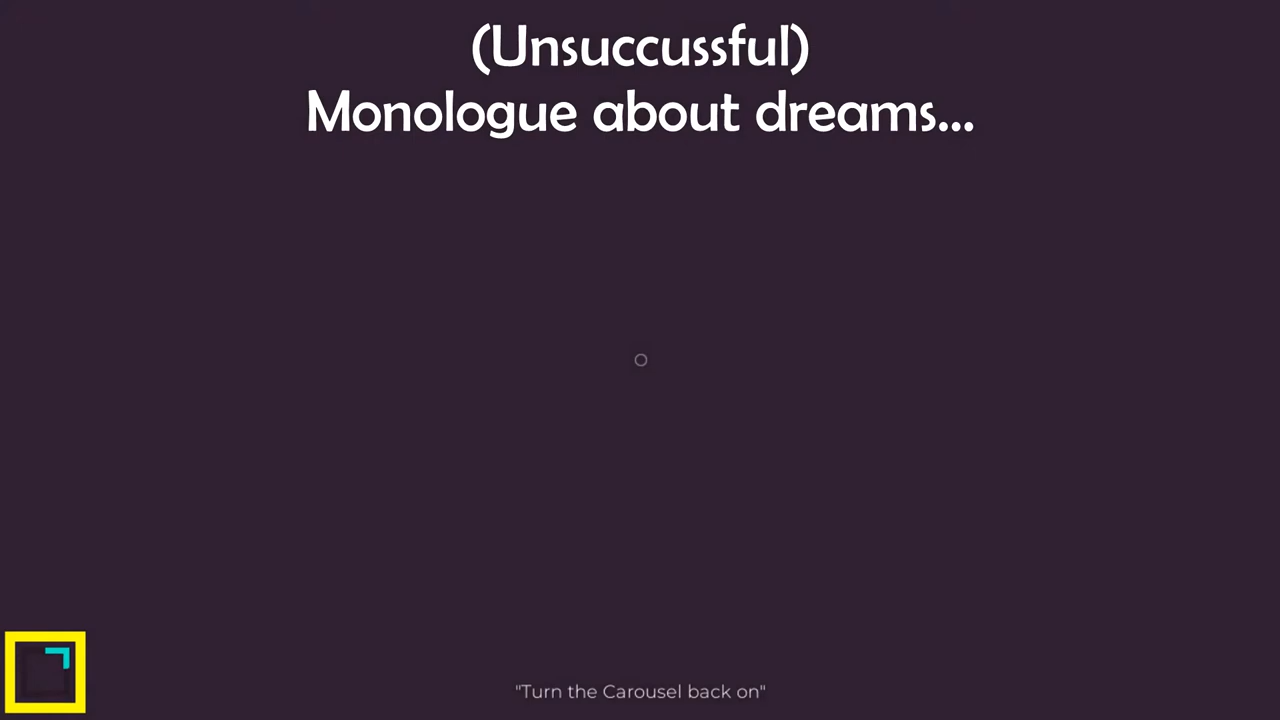 (Unsuccussful)
Monologue about dreams...
"Turn the Carousel back on"